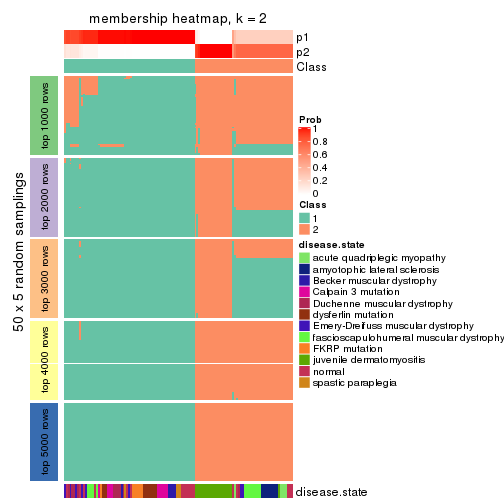 membership heatmap, k = 2
p1
p2
Class
50 x 5 random samplings
top 1000 rows
top 2000 rows
top 3000 rows
top 4000 rows
top 5000 rows
Prob
1
0.8
0.6
0.4
0.2
0
Class
1
2
disease.state
acute quadriplegic myopathy
amyotophic lateral sclerosis
Becker muscular dystrophy
Calpain 3 mutation
Duchenne muscular dystrophy
dysferlin mutation
Emery-Dreifuss muscular dystrophy
fascioscapulohumeral muscular dystrophy
FKRP mutation
juvenile dermatomyositis
normal
spastic paraplegia
disease.state